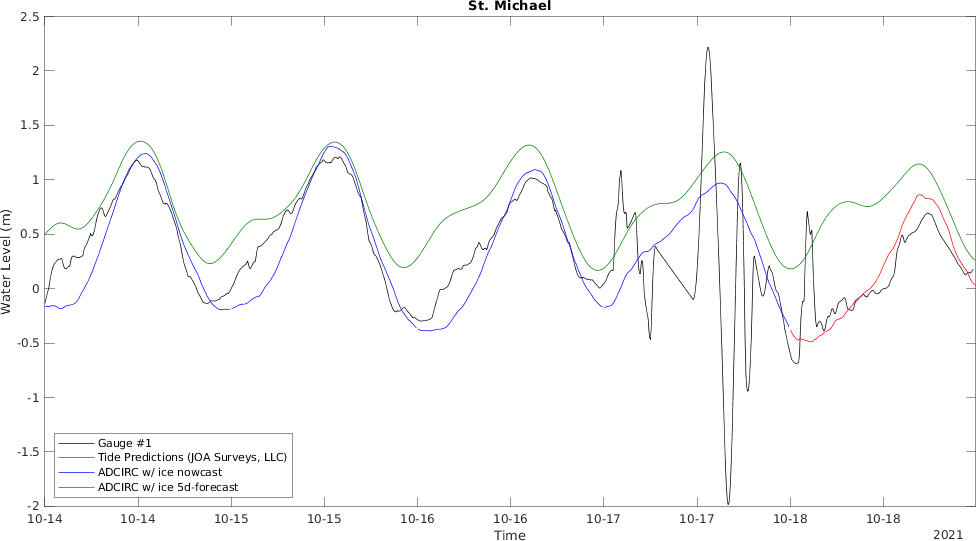 St. Michael
2.5
2
1.5
1
0.5
0
-0.5
-1
-1.5
-2
Water Level (m)
Gauge #1
Tide Predictions (JOA Surveys, LLC)
ADCIRC w/ ice nowcast
ADCIRC w/ ice 5d-forecast
10-14 10-14 10-15 10-15 10-16 10-16 10-17 10-17 10-18 10-18
Time
2021